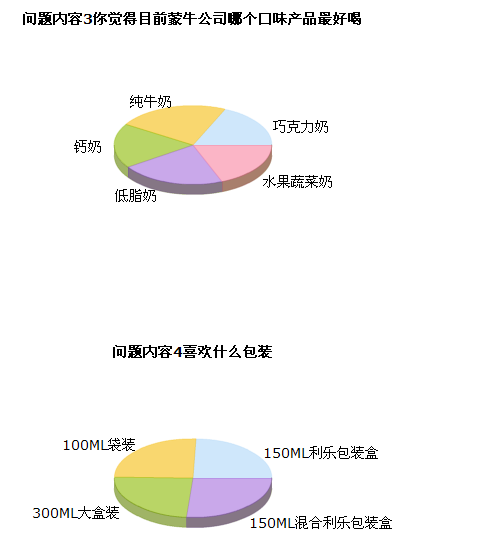 问题内容3你觉得目前蒙牛公司哪个口味产品最好喝
纯牛奶
巧克力奶
钙奶
水果蔬菜奶
低脂奶
问题内容4喜欢什么包装
100ML袋装
150ML利乐包装盒
300ML大盒装
150ML混合利乐包装盒